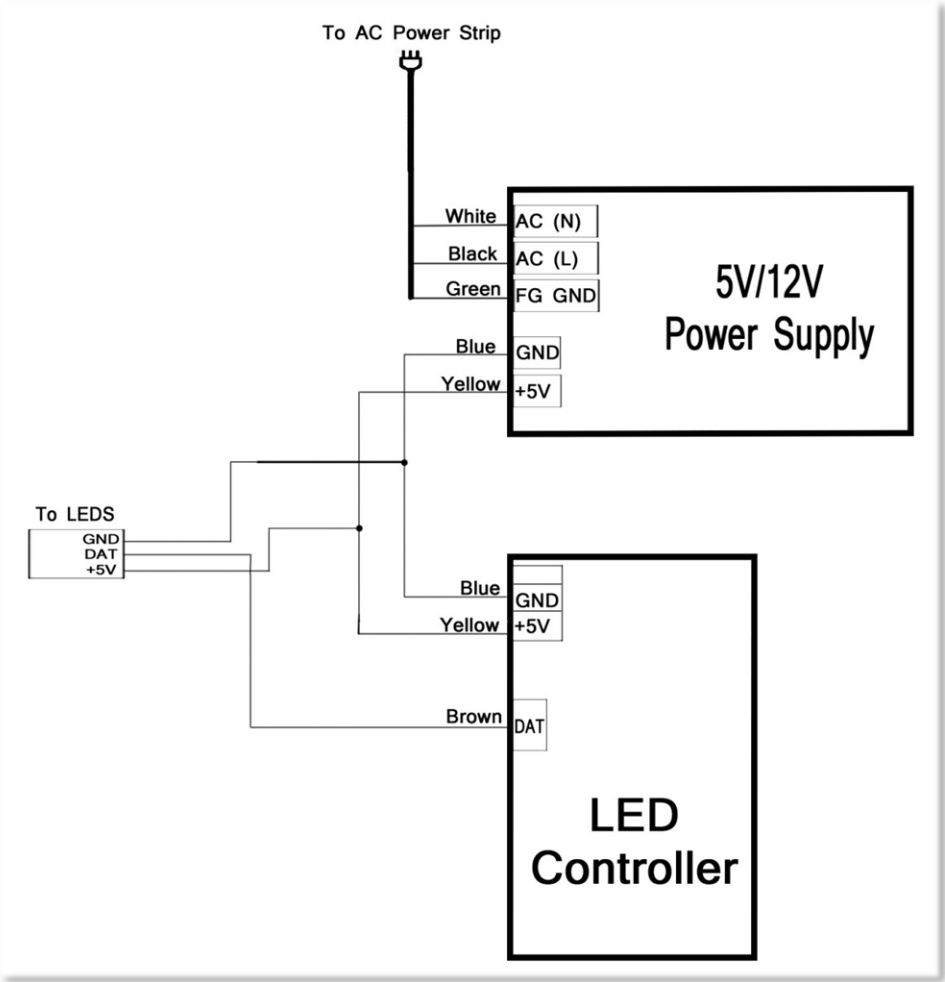 To AC Power Strip
White
AC (N)
Black
AC (L)
Green
FG GND
5V/12V
Power Supply
Blue
GND
Yellow
+5V
To LEDS
GND
DAT
+5V
Blue
GND
Yellow
+5V
Brown
DAT
LED
Controller